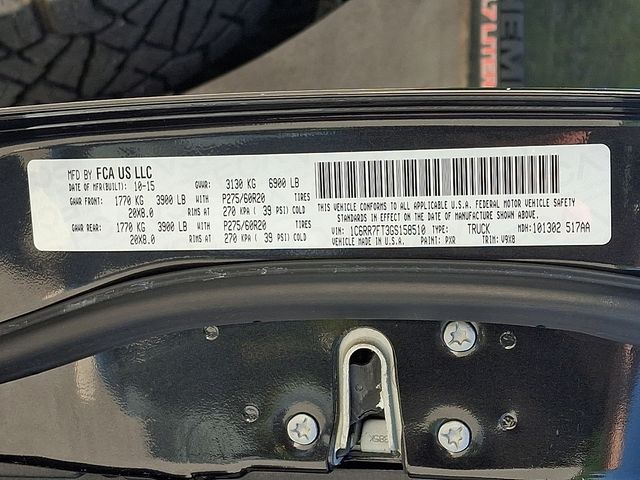 HEMI
MFD BY FCA US LLC
DATE OF MFR(BUILT): 10-15 GVWR: 3130 KG 6900 LB
GAWR FRONT: 1770 KG 3900 LB WITH P275/60R20 TIRES
20X8.0 RIMS AT 270 KPA ( 39 PSI) COLD
GAWR REAR: 1770 KG 3900 LB WITH P275/60R20 TIRES
20X8.0 RIMS AT 270 KPA ( 39 PSI) COLD
THIS VEHICLE CONFORMS TO ALL APPLICABLE U.S.A. FEDERAL MOTOR VEHICLE SAFETY
STANDARDS IN EFFECT ON THE DATE OF MANUFACTURE SHOWN ABOVE.
VIN: 1C6RR7FT3GS158510 TYPE: TRUCK MDH: 101302 517AA
VEHICLE MADE IN U.S.A. PAINT: PXR TRIM: V9X8